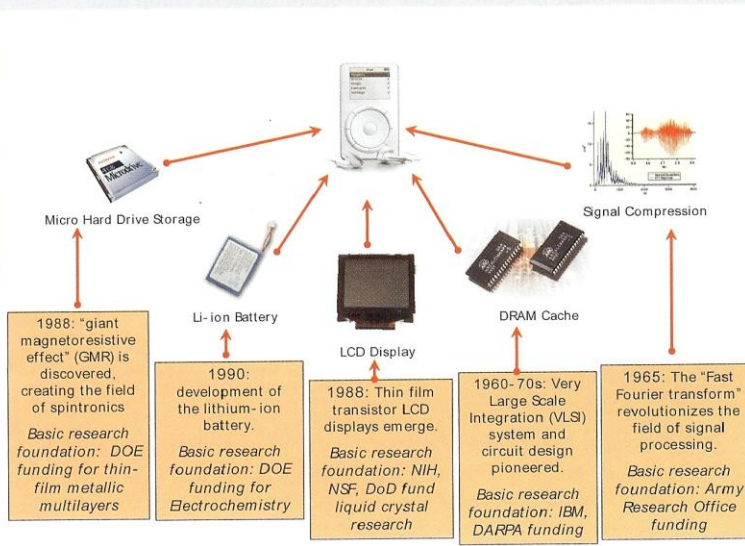 Micro Hard Drive Storage
Signal Compression
Li-ion Battery
DRAM Cache
LCD Display
4GB
Microdrive
1988: “giant
magnetoresistive
effect” (GMR) is
discovered,
creating the field
of spintronics
Basic research
foundation: DOE
funding for thin-
film metallic
multilayers
1990:
development of
the lithium-ion
battery.
Basic research
foundation: DOE
funding for
Electrochemistry
1988: Thin film
transistor LCD
displays emerge.
Basic research
foundation: NIH,
NSF, DoD fund
liquid crystal
research
1960-70s: Very
Large Scale
Integration (VLSI)
system and
circuit design
pioneered.
Basic research
foundation: IBM,
DARPA funding
1965: The “Fast
Fourier transform”
revolutionizes the
field of signal
processing.
Basic research
foundation: Army
Research Office
funding